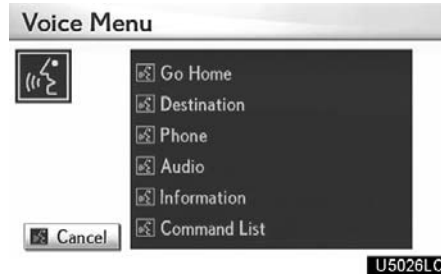 Voice Menu
Go Home
Destination
Phone
Audio
Information
Command List
Cancel
U5026LC